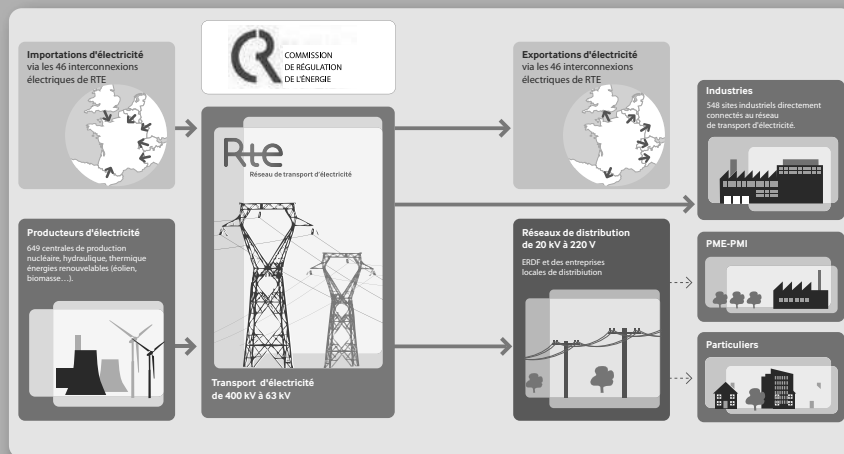 Importations d'électricité
via les 46 interconnexions
électriques de RTE
COMMISSION
DE RÉGULATION
DE L'ÉNERGIE
Exportations d'électricité
via les 46 interconnexions
électriques de RTE
Industries
548 sites industriels directement
connectés au réseau
de transport d'électricité.
Rte
Réseau de transport d'électricité
Producteurs d'électricité
649 centrales de production
nucléaire, hydraulique, thermique
énergies renouvelables (éolien,
biomasse...).
Transport d'électricité
de 400 kV à 63 kV
Réseaux de distribution
de 20 kV à 220 V
ERDF et des entreprises
locales de distribiution
PME-PMI
Particuliers